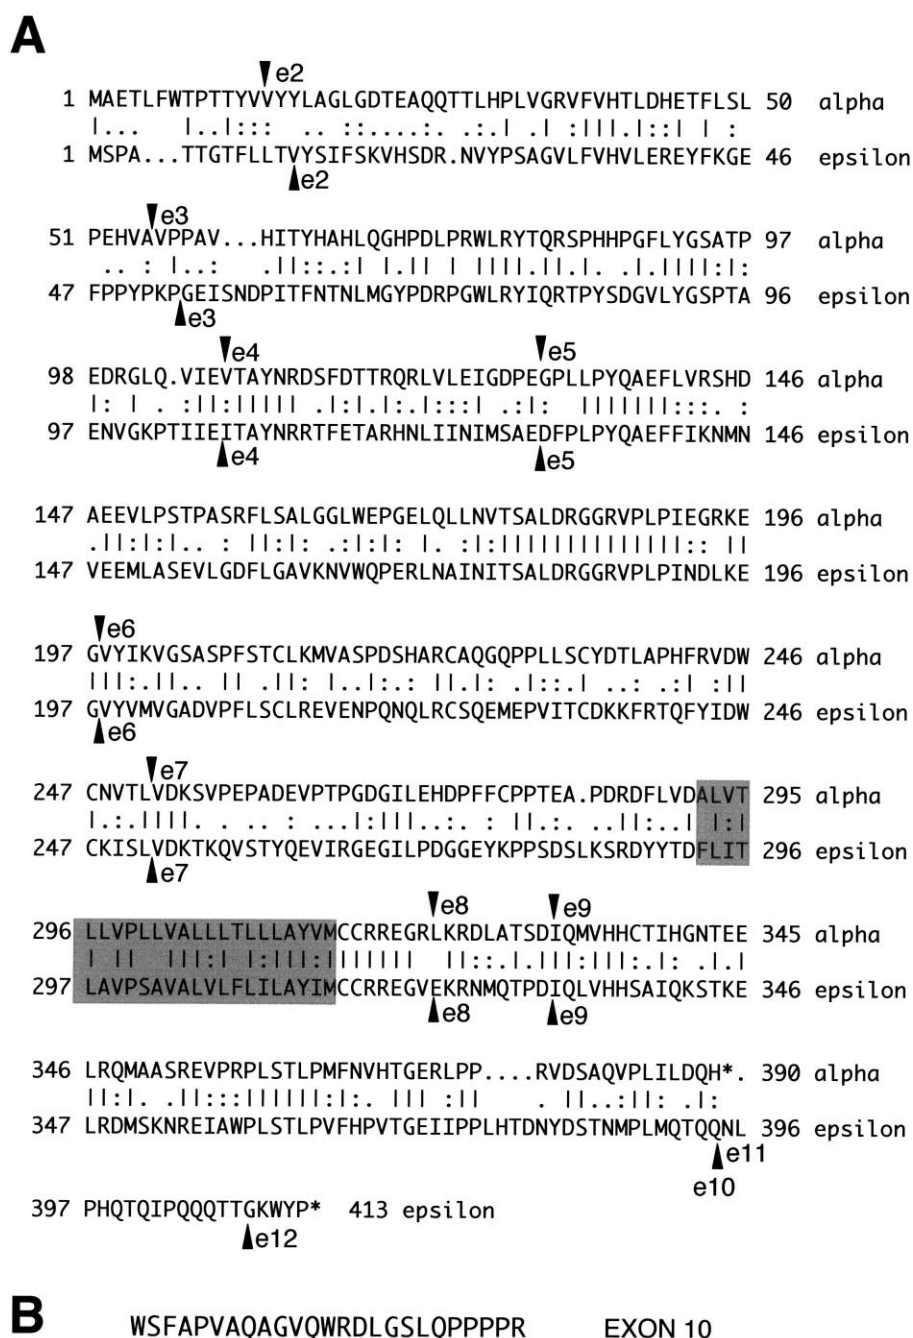 A
e2
1 MAETLFWTPTTYVVYYLAGLGDTEAQQTTLHPLVGRVFVHTLDHETFLSL 50 alpha
|... |..|::: .. ::....:. .:.| .| :|||.|::| | :
1 MSPA...TTGTFLLTVYSIFSKVHSDR.NVYPSAGVLFVHVLEREYFKGE 46 epsilon
e2
e3
51 PEHVAVPPAV...HITYHAHLQGHPDLPRWLRYTQRSPHHPGFLYGSATP 97 alpha
.. : |..: .||::.:| |.|| | ||||.||.|. . |.||||:|:
47 FPPYPKPGEISNDPITFNTNLMGYPDRPGWLRYIQRTPYSDGVLYGSPTA 96 epsilon
e3
e4 e5
98 EDRGLQ.VIEVTAYNRDSFDTTRQRLVLEIGDPEGPLLPYQAEFLVRSHD 146 alpha
|: | . :||:|||||| .|:|.|:.|.|:::| .|: |||||||:::. :
97 ENVGKPTIIEITAYNRRTFETARHNLIINIMSAEDFPLPYQAEFFIKNMN 146 epsilon
e4 e5
147 AEEVLPSTPASRFLSALGGLWEPGELQLLNVTSALDRGGRVPLPIEGRKE 196 alpha
.||:|:|.. : ||:|: .:|:|: |. .:|:||||||||||||||:: ||
147 VEEMLASEVLGDFLGAVKNVWQPERLNAINITSALDRGGRVPLPINDLKE 196 epsilon
e6
197 GVYIKVGSASPFSTCLKMVASPDSHARCAQGQPPLLSCYDTLAPHFRVDW 246 alpha
|||:.||.. || .||: |..|:. .||.|: .|::.| ..: .:| :||
197 GVYVMVGADVPFLSCLREVENPQNQLRCSQEMEPVITCDKKFRTQFYIDW 246 epsilon
e6
e7
247 CNVTLVDKSVPEPADEVPTPGDGILEHDPFFCPPTEA.PDRDFLVDALVT 295 alpha
|.:.||||. . .. : ...:||| .. . : ||.: . ..||: .| |:|
247 CKISLVDKTKQVSTYQEVIRGEGILPDGGEYKPPSDSLKSRDYYTDFLIT 296 epsilon
e7
e8 e9
296 LLVPLLVALLLTLLLAYVMCCRREGRLKRDLATSDIQMVHHCTIHGNTEE 345 alpha
| || |||:| |:|||:||||||| ||::.|.|||:|||.:|: .|.|
297 LAVPSAVALVLFLILAYIMCCRREGVEKRNMQTPDIQLVHHSAIQKSTKE 346 epsilon
e8 e9
346 LRQMAASREVPRPLSTLPMFNVHTGERLPP....RVDSAQVPLILDQH*. 390 alpha
||:|. .||:::||||||:|. ||| :|| . ||..:||: |:
347 LRDMSKNREIAWPLSTLPVFHPVTGEIIPPLHTDNYDSTNMPLMQTQQNL 396 epsilon
e11
e10
397 PHQTQIPQQQTTGKWYP* 413 epsilon
e12
B
WSFAPVAQAGVQWRDLGSLQPPPPR EXON 10